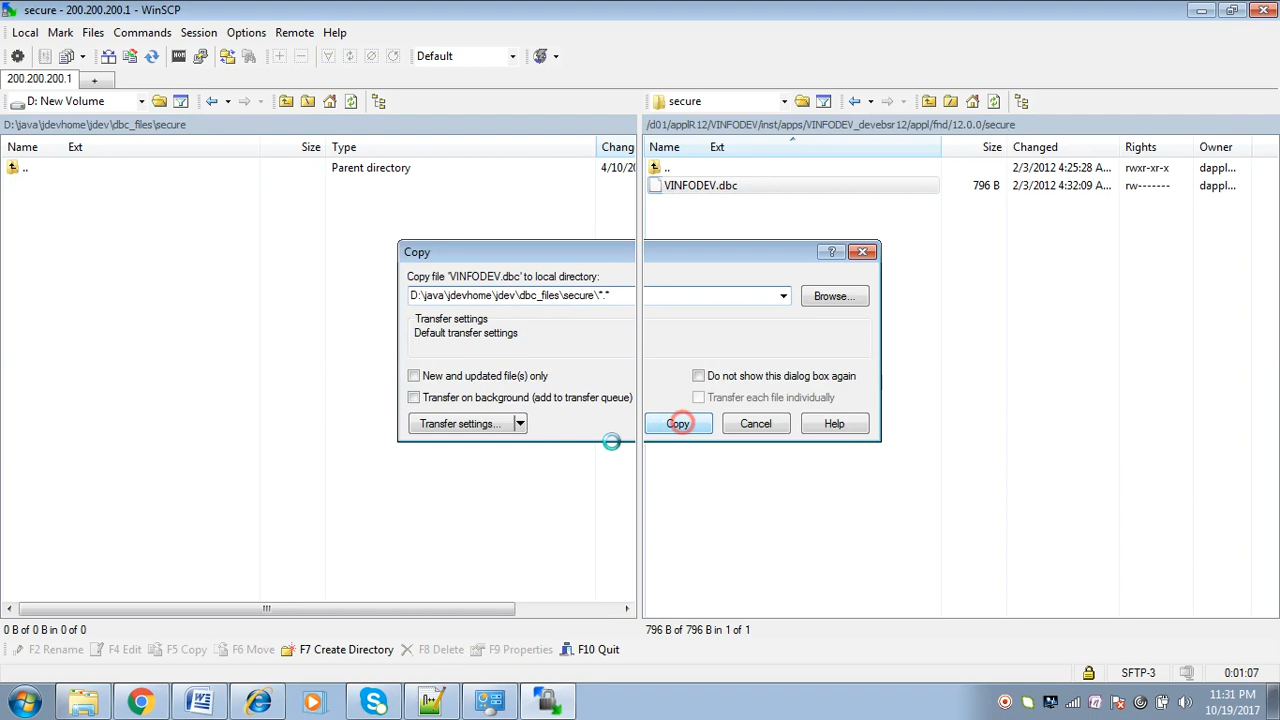 secure - 200.200.200.1 - WinSCP
Local Mark Files Commands Session Options Remote Help
Default
200.200.200.1 +
D: New Volume
secure
D:\java\jdevhome\jdev\dbc_files\secure
/d01/applR12/VINFODEV/inst/apps/VINFODEV_devebsr12/appl/fnd/12.0.0/secure
Name Ext Size Type Chang
Name Ext Size Changed Rights Owner
.. Parent directory 4/10/20
.. 2/3/2012 4:25:28 A... rwxr-xr-x dappl...
VINFODEV.dbc 796 B 2/3/2012 4:32:09 A... rw------- dappl...
Copy
Copy file 'VINFODEV.dbc' to local directory:
D:\java\jdevhome\jdev\dbc_files\secure\*.*
Browse...
Transfer settings
Default transfer settings
New and updated file(s) only
Do not show this dialog box again
Transfer on background (add to transfer queue)
Transfer each file individually
Transfer settings...
Copy Cancel Help
0 B of 0 B in 0 of 0
796 B of 796 B in 1 of 1
F2 Rename F4 Edit F5 Copy F6 Move F7 Create Directory F8 Delete F9 Properties F10 Quit
SFTP-3 0:01:07
11:31 PM
10/19/2017